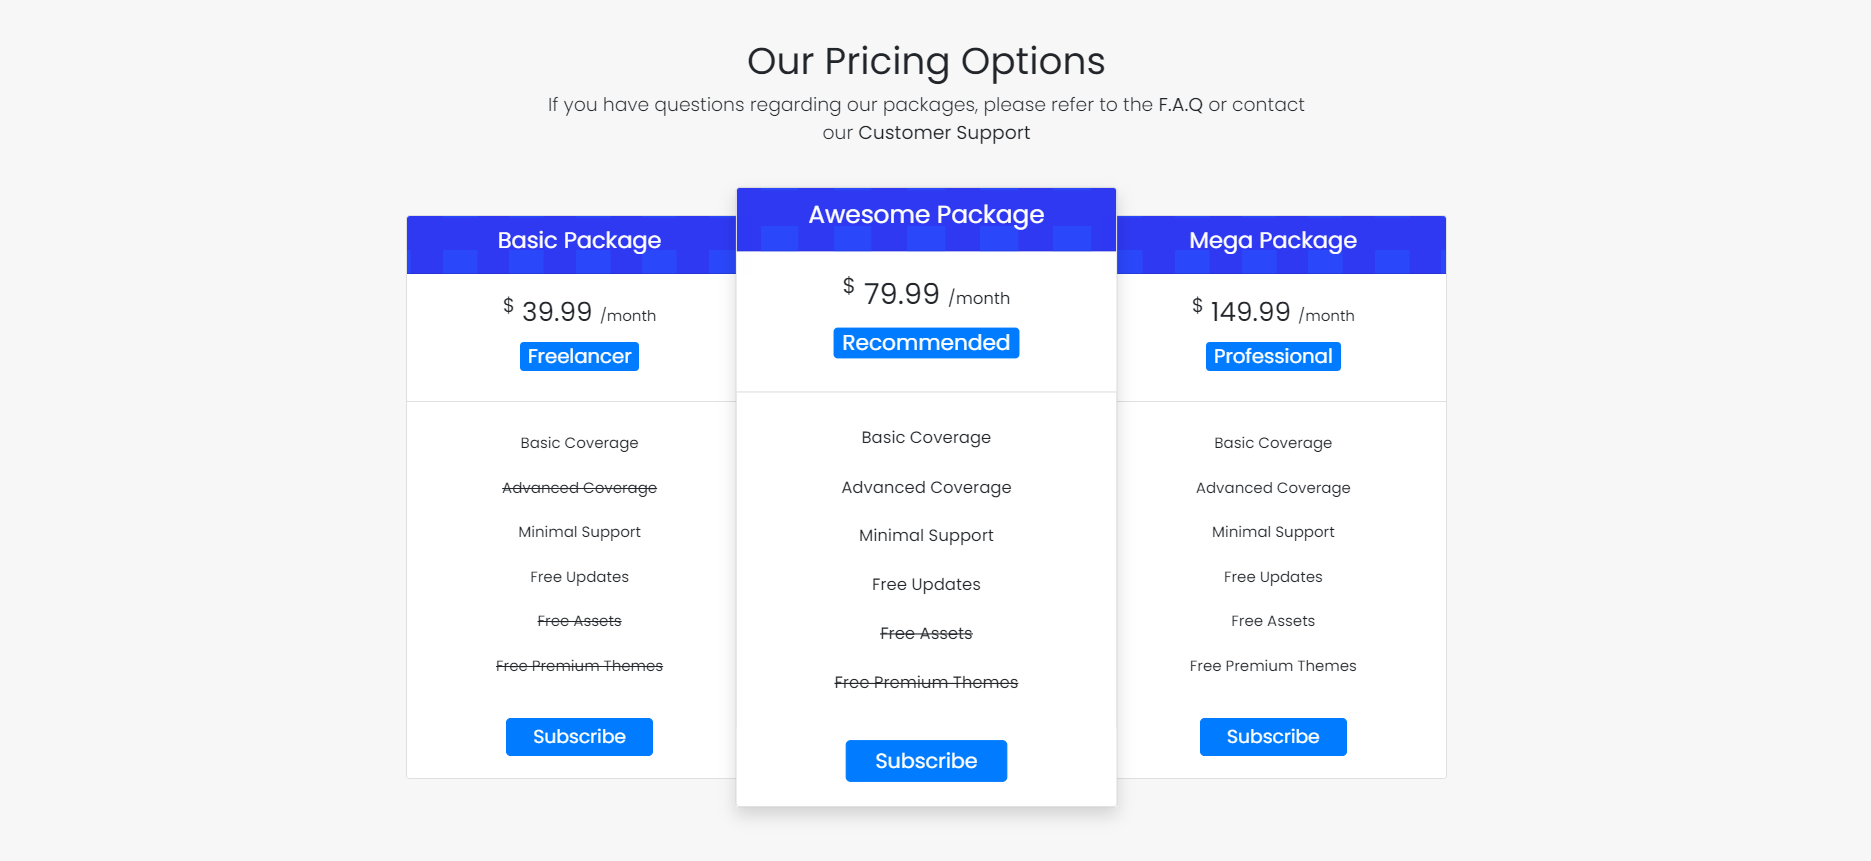 Our Pricing Options
If you have questions regarding our packages, please refer to the F.A.Q or contact
our Customer Support
Basic Package
$ 39.99 /month
Freelancer
Basic Coverage
Advanced Coverage
Minimal Support
Free Updates
Free Assets
Free Premium Themes
Subscribe
Awesome Package
$ 79.99 /month
Recommended
Basic Coverage
Advanced Coverage
Minimal Support
Free Updates
Free Assets
Free Premium Themes
Subscribe
Mega Package
$ 149.99 /month
Professional
Basic Coverage
Advanced Coverage
Minimal Support
Free Updates
Free Assets
Free Premium Themes
Subscribe